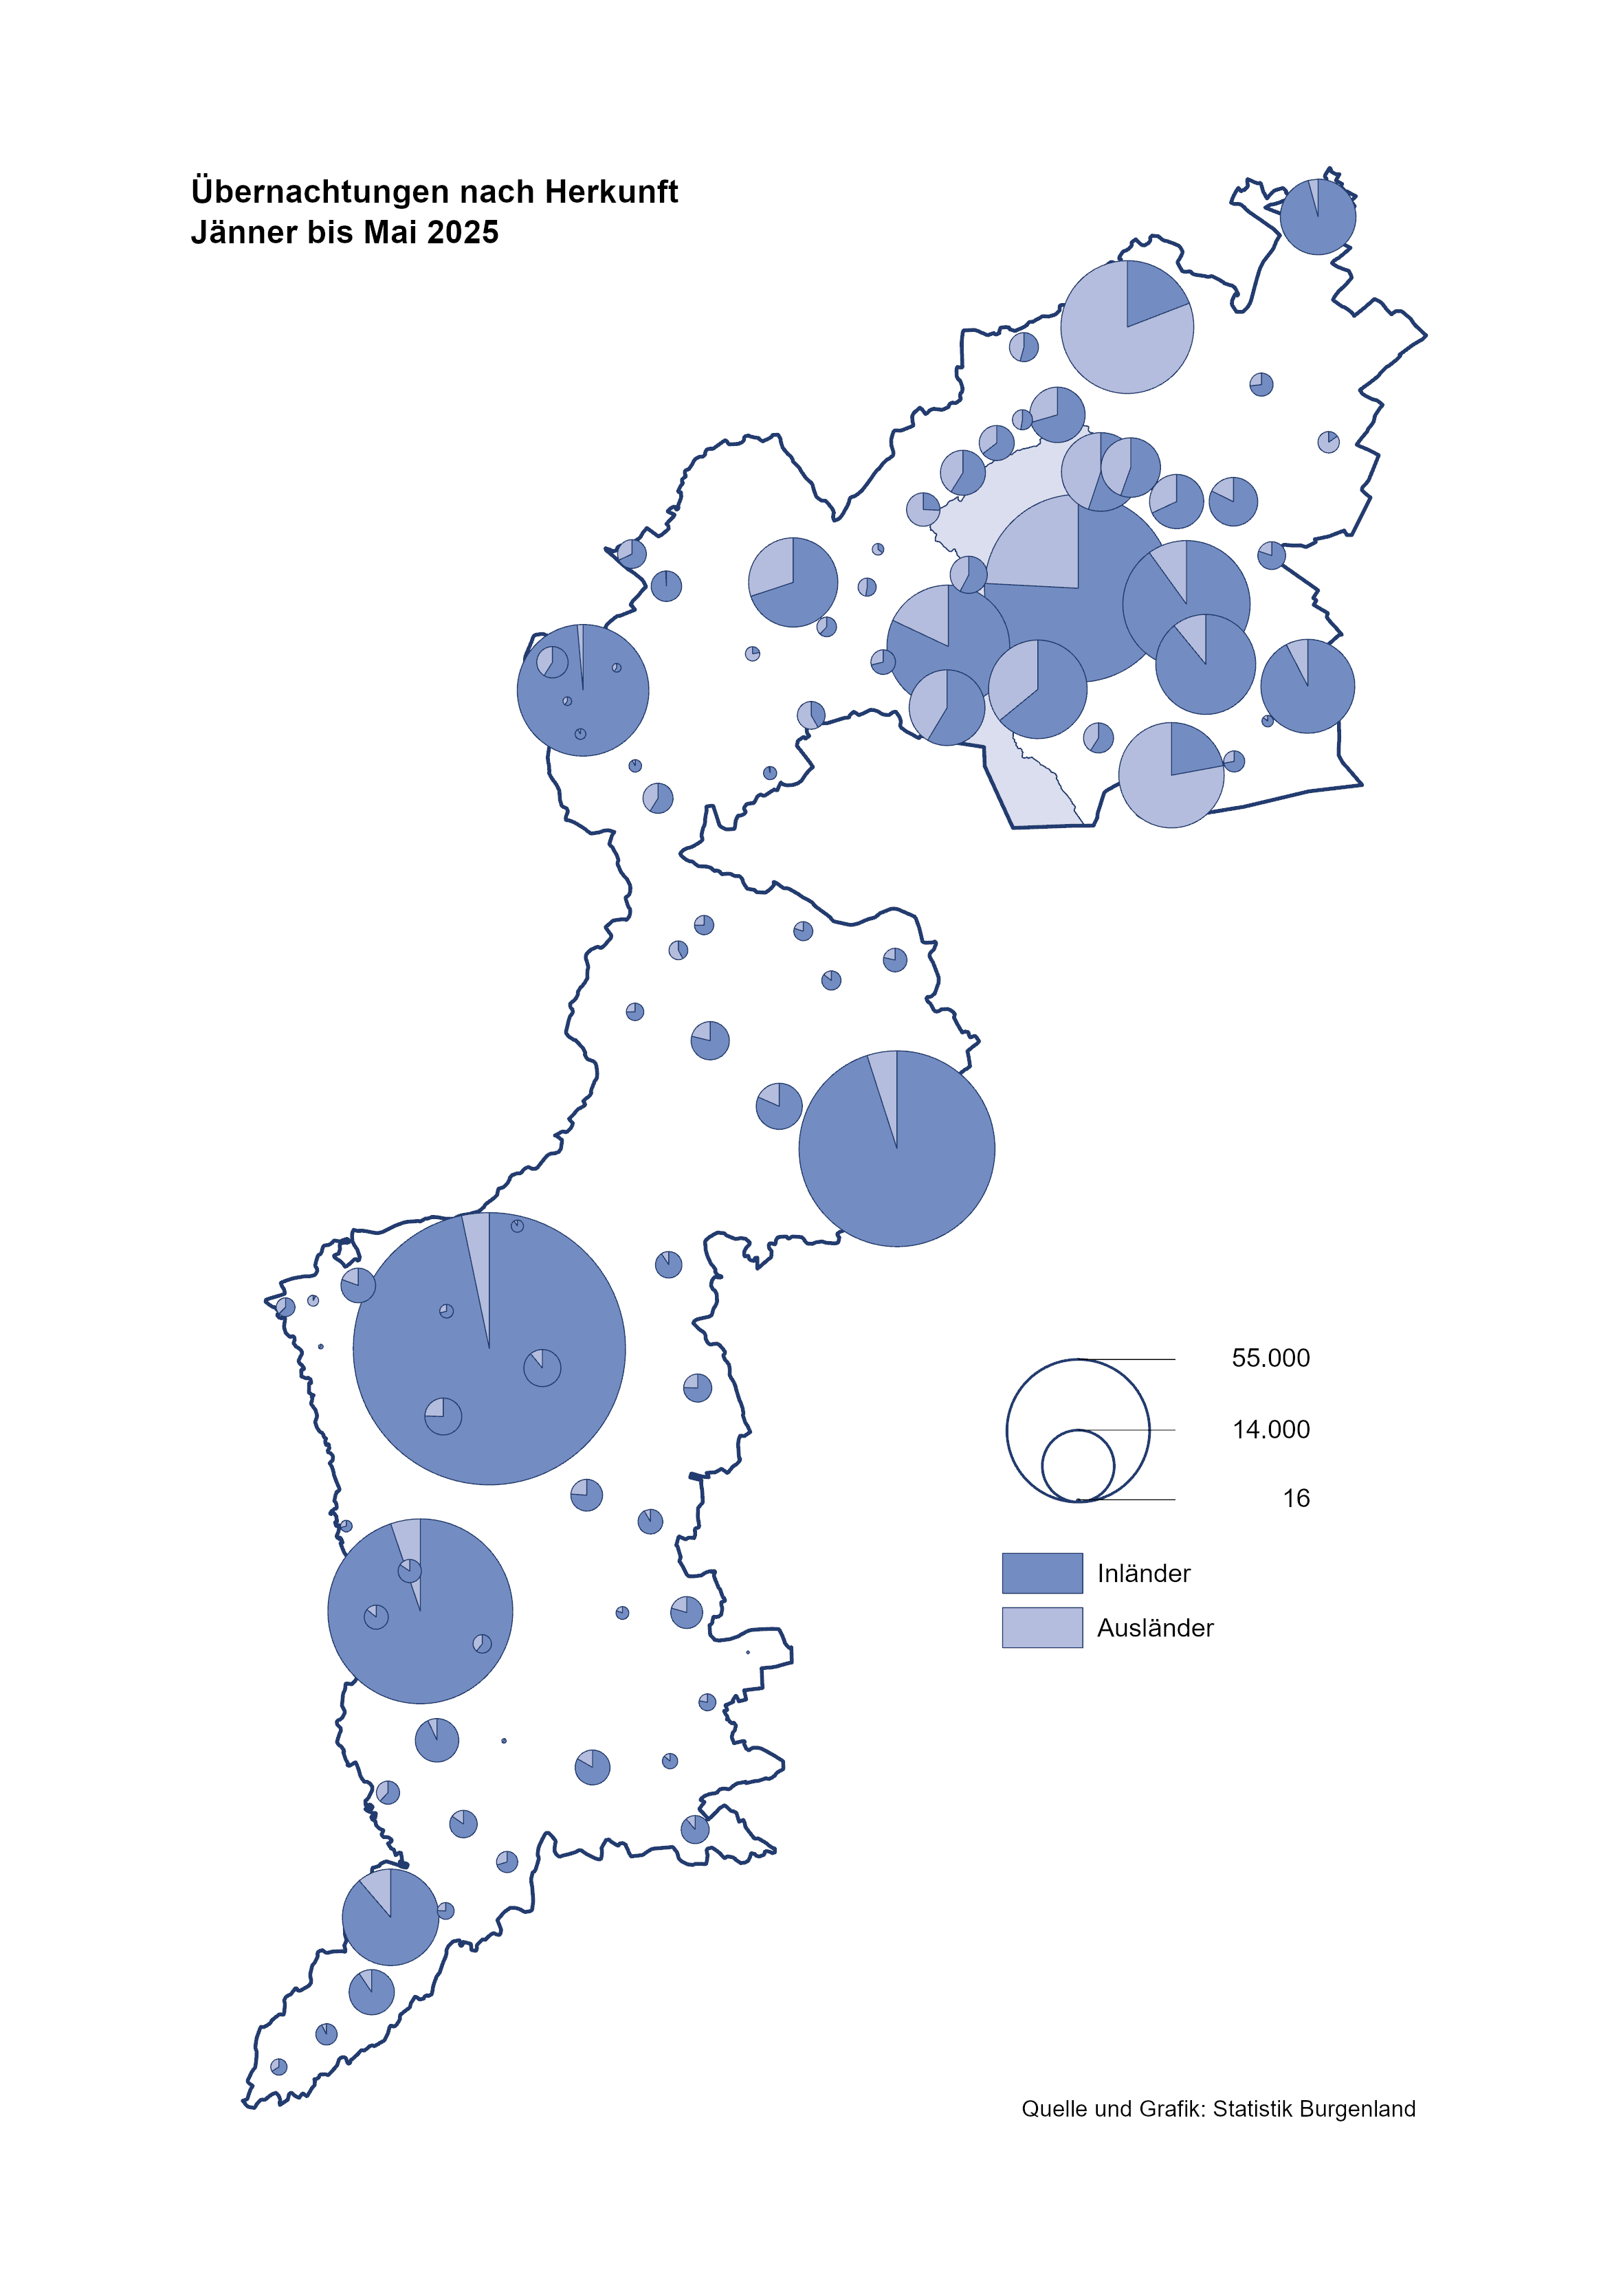 Übernachtungen nach Herkunft
Jänner bis Mai 2025
55.000
14.000
16
Inländer
Ausländer
Quelle und Grafik: Statistik Burgenland